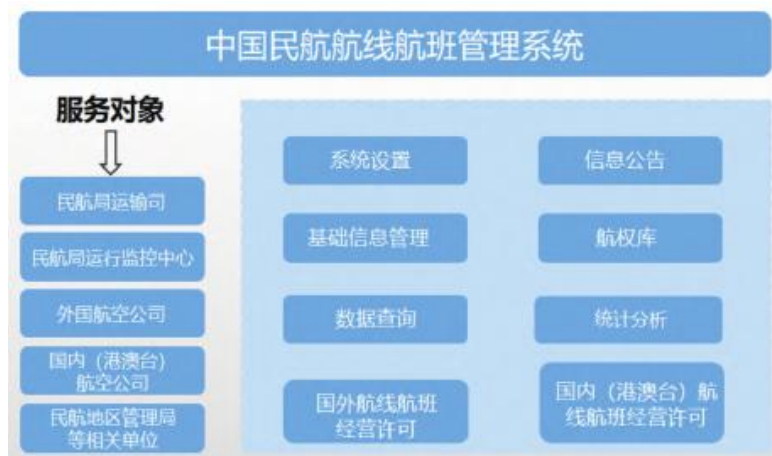 中国民航航线航班管理系统
服务对象
民航局运输司
民航局运行监控中心
外国航空公司
国内（港澳台）
航空公司
民航地区管理局
等相关单位
系统设置
信息公告
基础信息管理
航权库
数据查询
统计分析
国外航线航班
经营许可
国内（港澳台）航
线航班经营许可